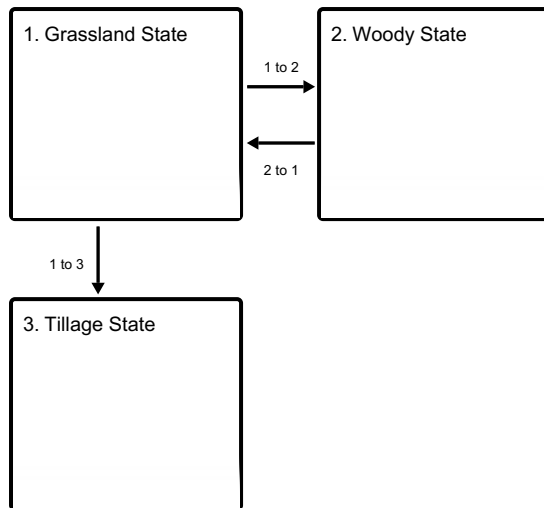 1. Grassland State
2. Woody State
1 to 2
2 to 1
1 to 3
3. Tillage State